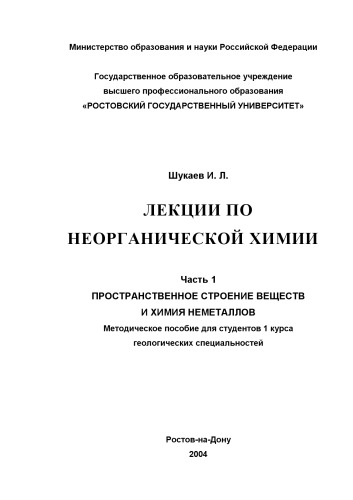 Министерство образования и науки Российской Федерации
Государственное образовательное учреждение
высшего профессионального образования
«РОСТОВСКИЙ ГОСУДАРСТВЕННЫЙ УНИВЕРСИТЕТ»
Шукаев И. Л.
ЛЕКЦИИ ПО
НЕОРГАНИЧЕСКОЙ ХИМИИ
Часть 1
ПРОСТРАНСТВЕННОЕ СТРОЕНИЕ ВЕЩЕСТВ
И ХИМИЯ НЕМЕТАЛЛОВ
Методическое пособие для студентов 1 курса
геологических специальностей
Ростов-на-Дону
2004